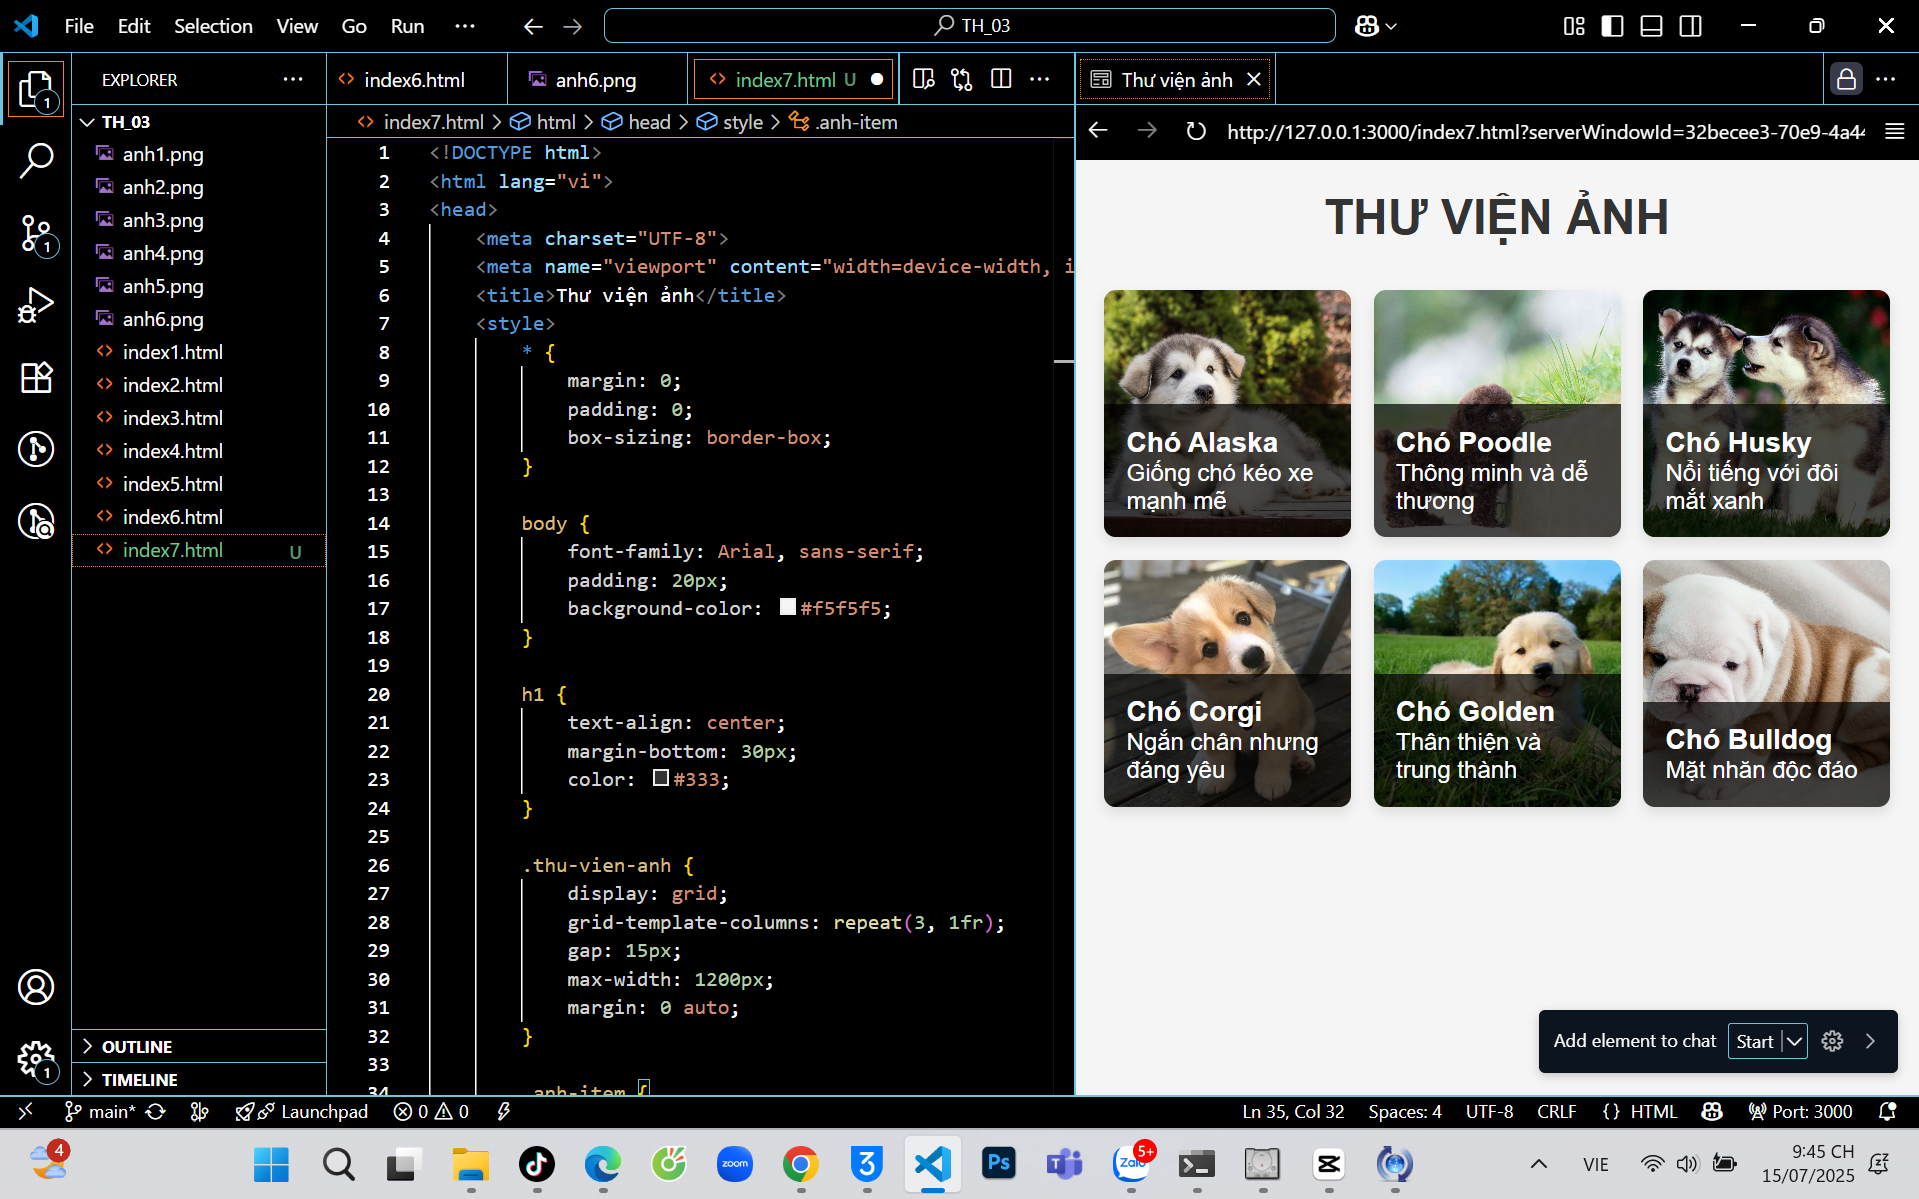 File Edit Selection View Go Run ···
TH_03
EXPLORER
index6.html
anh6.png
index7.html U
Thư viện ảnh
TH_03
anh1.png
anh2.png
anh3.png
anh4.png
anh5.png
anh6.png
index1.html
index2.html
index3.html
index4.html
index5.html
index6.html
index7.html U
OUTLINE
TIMELINE
1
1
1
index7.html > html > head > style > .anh-item
1 <!DOCTYPE html>
2 <html lang="vi">
3 <head>
4 <meta charset="UTF-8">
5 <meta name="viewport" content="width=device-width, i
6 <title>Thư viện ảnh</title>
7 <style>
8 * {
9 margin: 0;
10 padding: 0;
11 box-sizing: border-box;
12 }
13
14 body {
15 font-family: Arial, sans-serif;
16 padding: 20px;
17 background-color: #f5f5f5;
18 }
19
20 h1 {
21 text-align: center;
22 margin-bottom: 30px;
23 color: #333;
24 }
25
26 .thu-vien-anh {
27 display: grid;
28 grid-template-columns: repeat(3, 1fr);
29 gap: 15px;
30 max-width: 1200px;
31 margin: 0 auto;
32 }
33
34 .anh-item {
http://127.0.0.1:3000/index7.html?serverWindowId=32becee3-70e9-4a4
THƯ VIỆN ẢNH
Chó Alaska
Giống chó kéo xe
mạnh mẽ
Chó Poodle
Thông minh và dễ
thương
Chó Husky
Nổi tiếng với đôi
mắt xanh
Chó Corgi
Ngắn chân nhưng
đáng yêu
Chó Golden
Thân thiện và
trung thành
Chó Bulldog
Mặt nhăn độc đáo
Add element to chat Start
main* Launchpad 0 0
Ln 35, Col 32 Spaces: 4 UTF-8 CRLF {} HTML Port: 3000
4
zoom
3
Ps
T
Zalo
5+
VIE
9:45 CH
15/07/2025